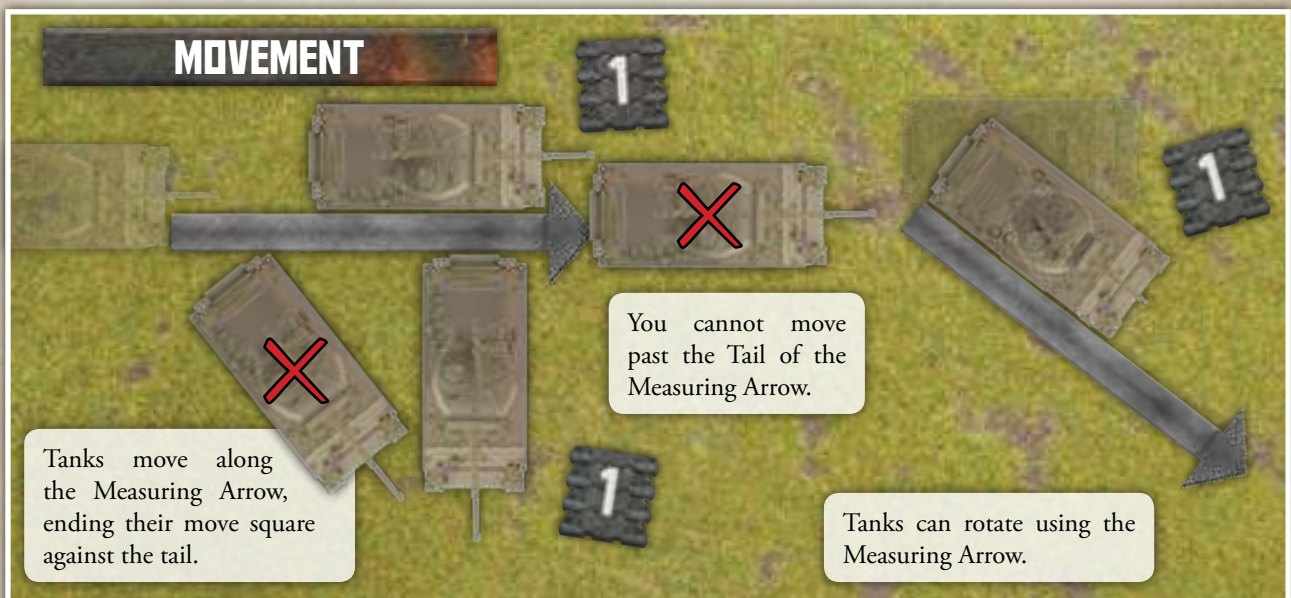 MOVEMENT
1
1
You cannot move
past the Tail of the
Measuring Arrow.
Tanks move along
the Measuring Arrow,
ending their move square
against the tail.
1
Tanks can rotate using the
Measuring Arrow.